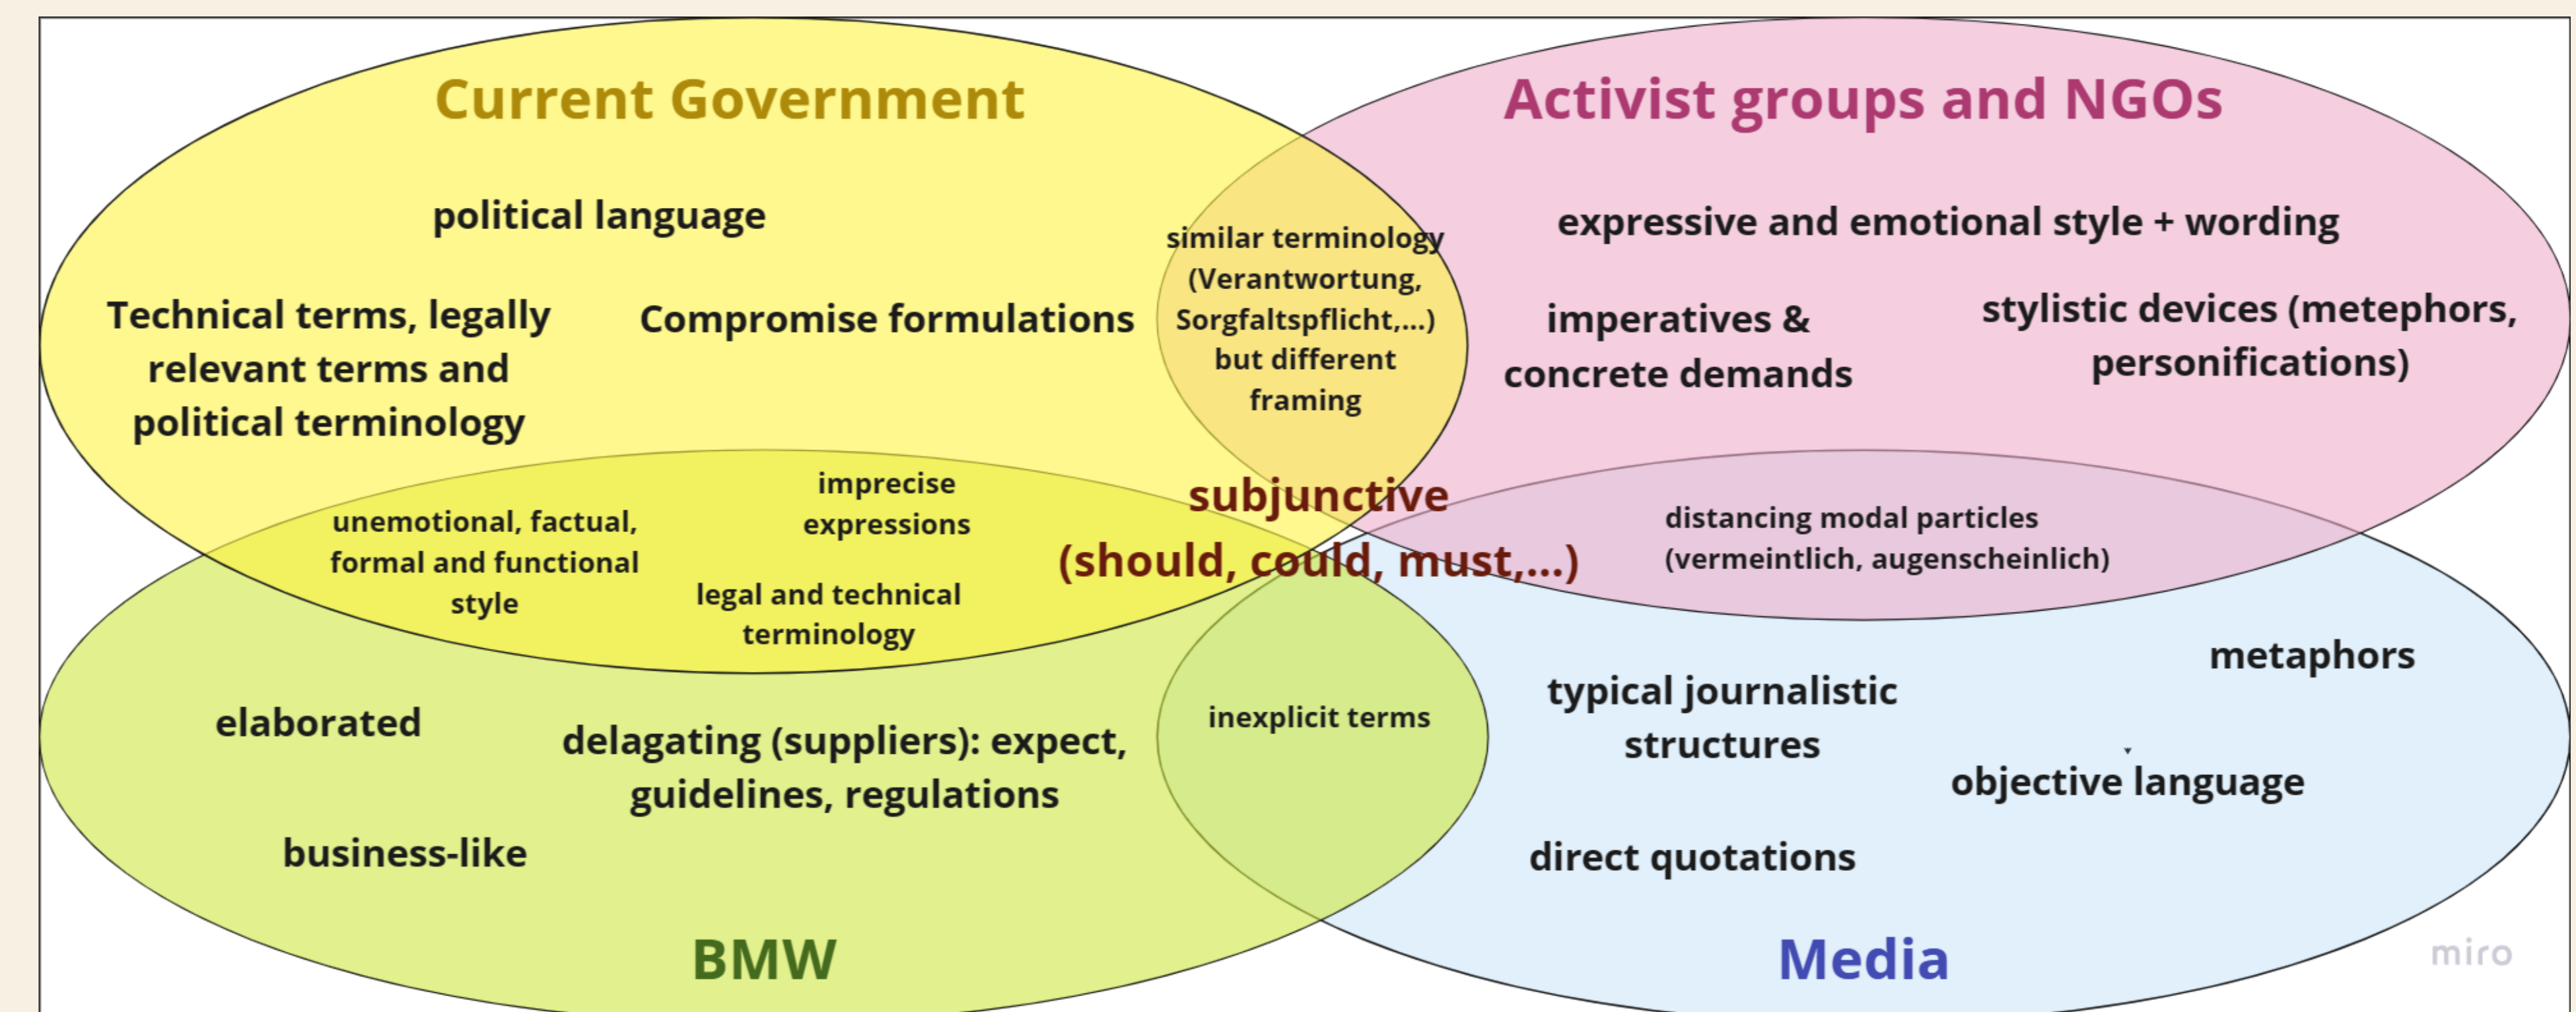 Current Government
political language
Technical terms, legally
relevant terms and
political terminology
Compromise formulations
similar terminology
(Verantwortung,
Sorgfaltspflicht,...)
but different
framing
Activist groups and NGOs
expressive and emotional style + wording
imperatives &
concrete demands
stylistic devices (metephors,
personifications)
unemotional, factual,
formal and functional
style
imprecise
expressions
legal and technical
terminology
subjunctive
(should, could, must,...)
distancing modal particles
(vermeintlich, augenscheinlich)
elaborated
delagating (suppliers): expect,
guidelines, regulations
business-like
BMW
inexplicit terms
typical journalistic
structures
metaphors
objective language
direct quotations
Media
miro